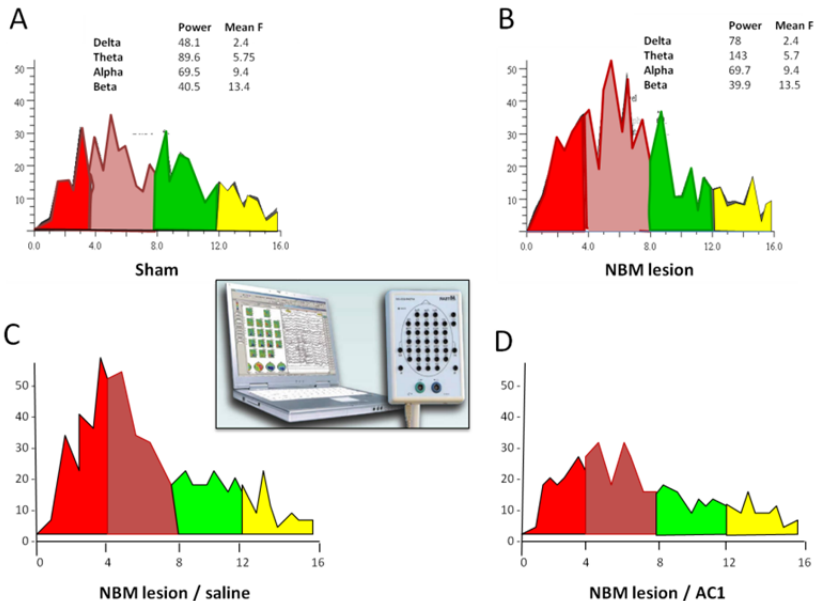 A
Power Mean F
Delta 48.1 2.4
Theta 89.6 5.75
Alpha 69.5 9.4
Beta 40.5 13.4
50
40
30
20
10
0.0 4.0 8.0 12.0 16.0
Sham
B
Power Mean F
Delta 78 2.4
Theta 143 5.7
Alpha 69.7 9.4
Beta 39.9 13.5
50
40
30
20
10
0.0 4.0 8.0 12.0 16.0
NBM lesion
C
50
40
30
20
10
0
0 4 8 12 16
NBM lesion / saline
D
50
40
30
20
10
0
0 4 8 12 16
NBM lesion / AC1